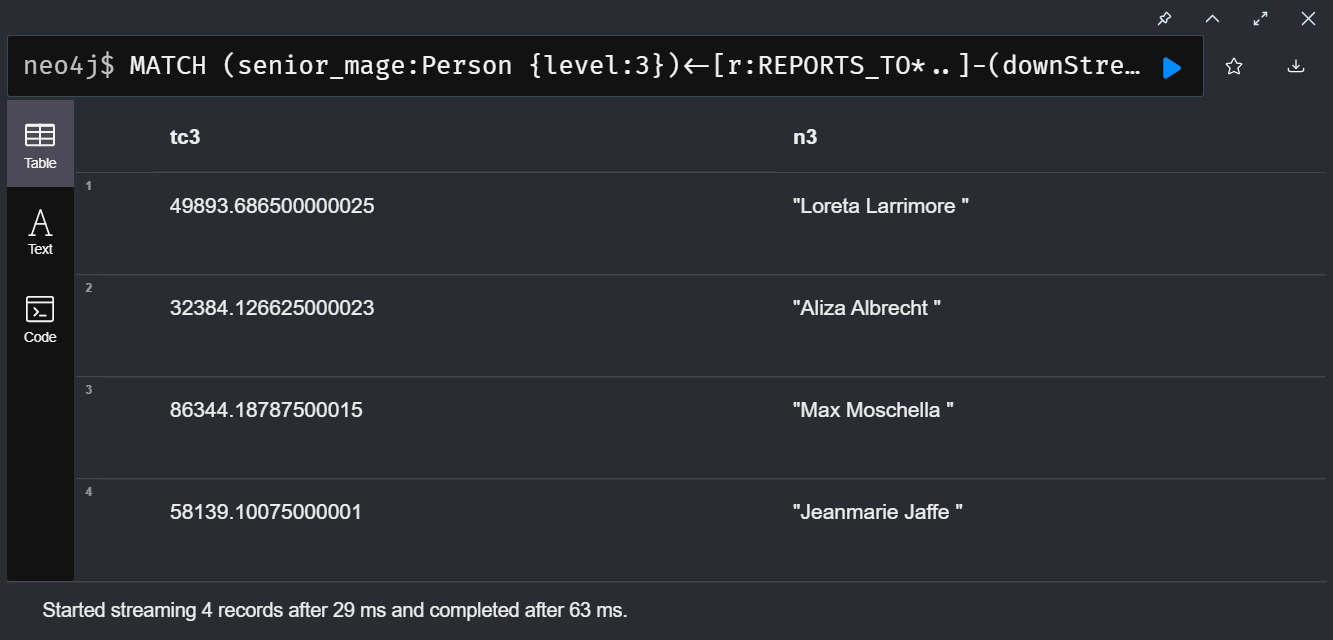 neo4j$ MATCH (senior_mage:Person {level:3})<-[r:REPORTS_TO*..]-(downStre…
Table
Text
Code
tc3 n3
1 49893.686500000025 "Loreta Larrimore "
2 32384.126625000023 "Aliza Albrecht "
3 86344.18787500015 "Max Moschella "
4 58139.10075000001 "Jeanmarie Jaffe "
Started streaming 4 records after 29 ms and completed after 63 ms.